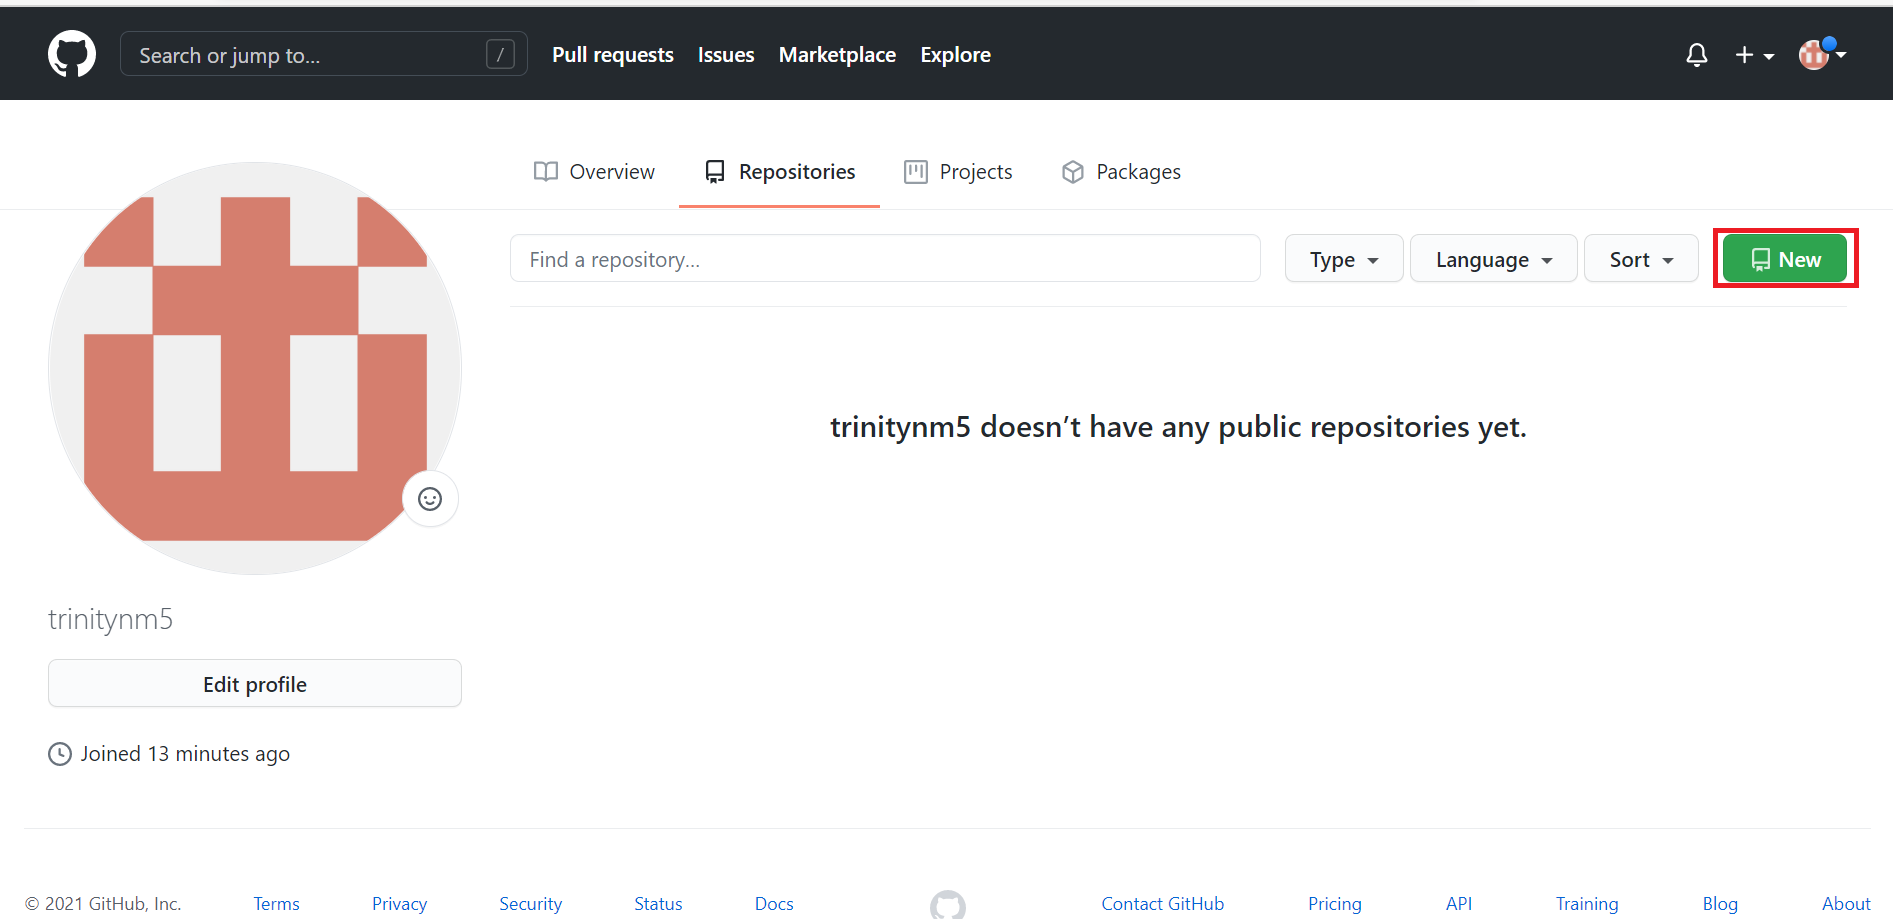 Search or jump to... /
Pull requests Issues Marketplace Explore
Overview Repositories Projects Packages
Find a repository... Type Language Sort New
trinitynm5 doesn’t have any public repositories yet.
trinitynm5
Edit profile
Joined 13 minutes ago
© 2021 GitHub, Inc. Terms Privacy Security Status Docs Contact GitHub Pricing API Training Blog About